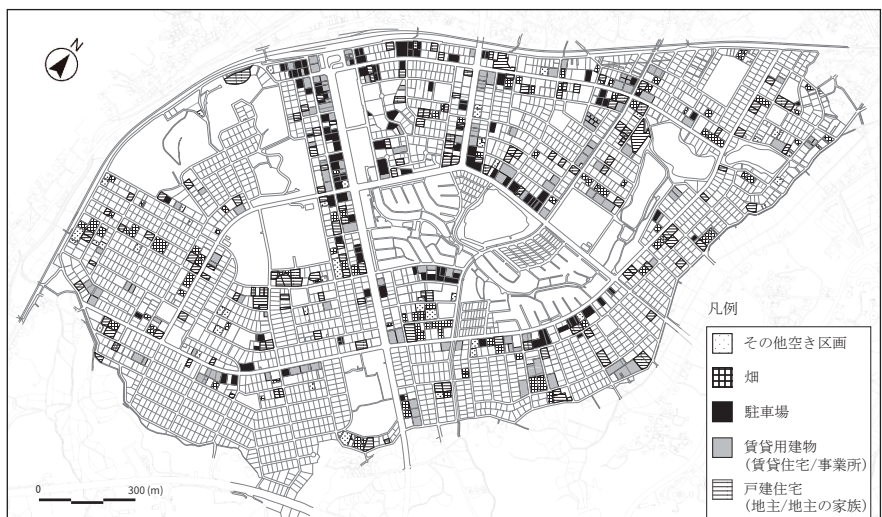 N
凡例
その他空き区画
畑
駐車場
賃貸用建物
(賃貸住宅/事業所)
戸建住宅
(地主/地主の家族)
0 300 (m)